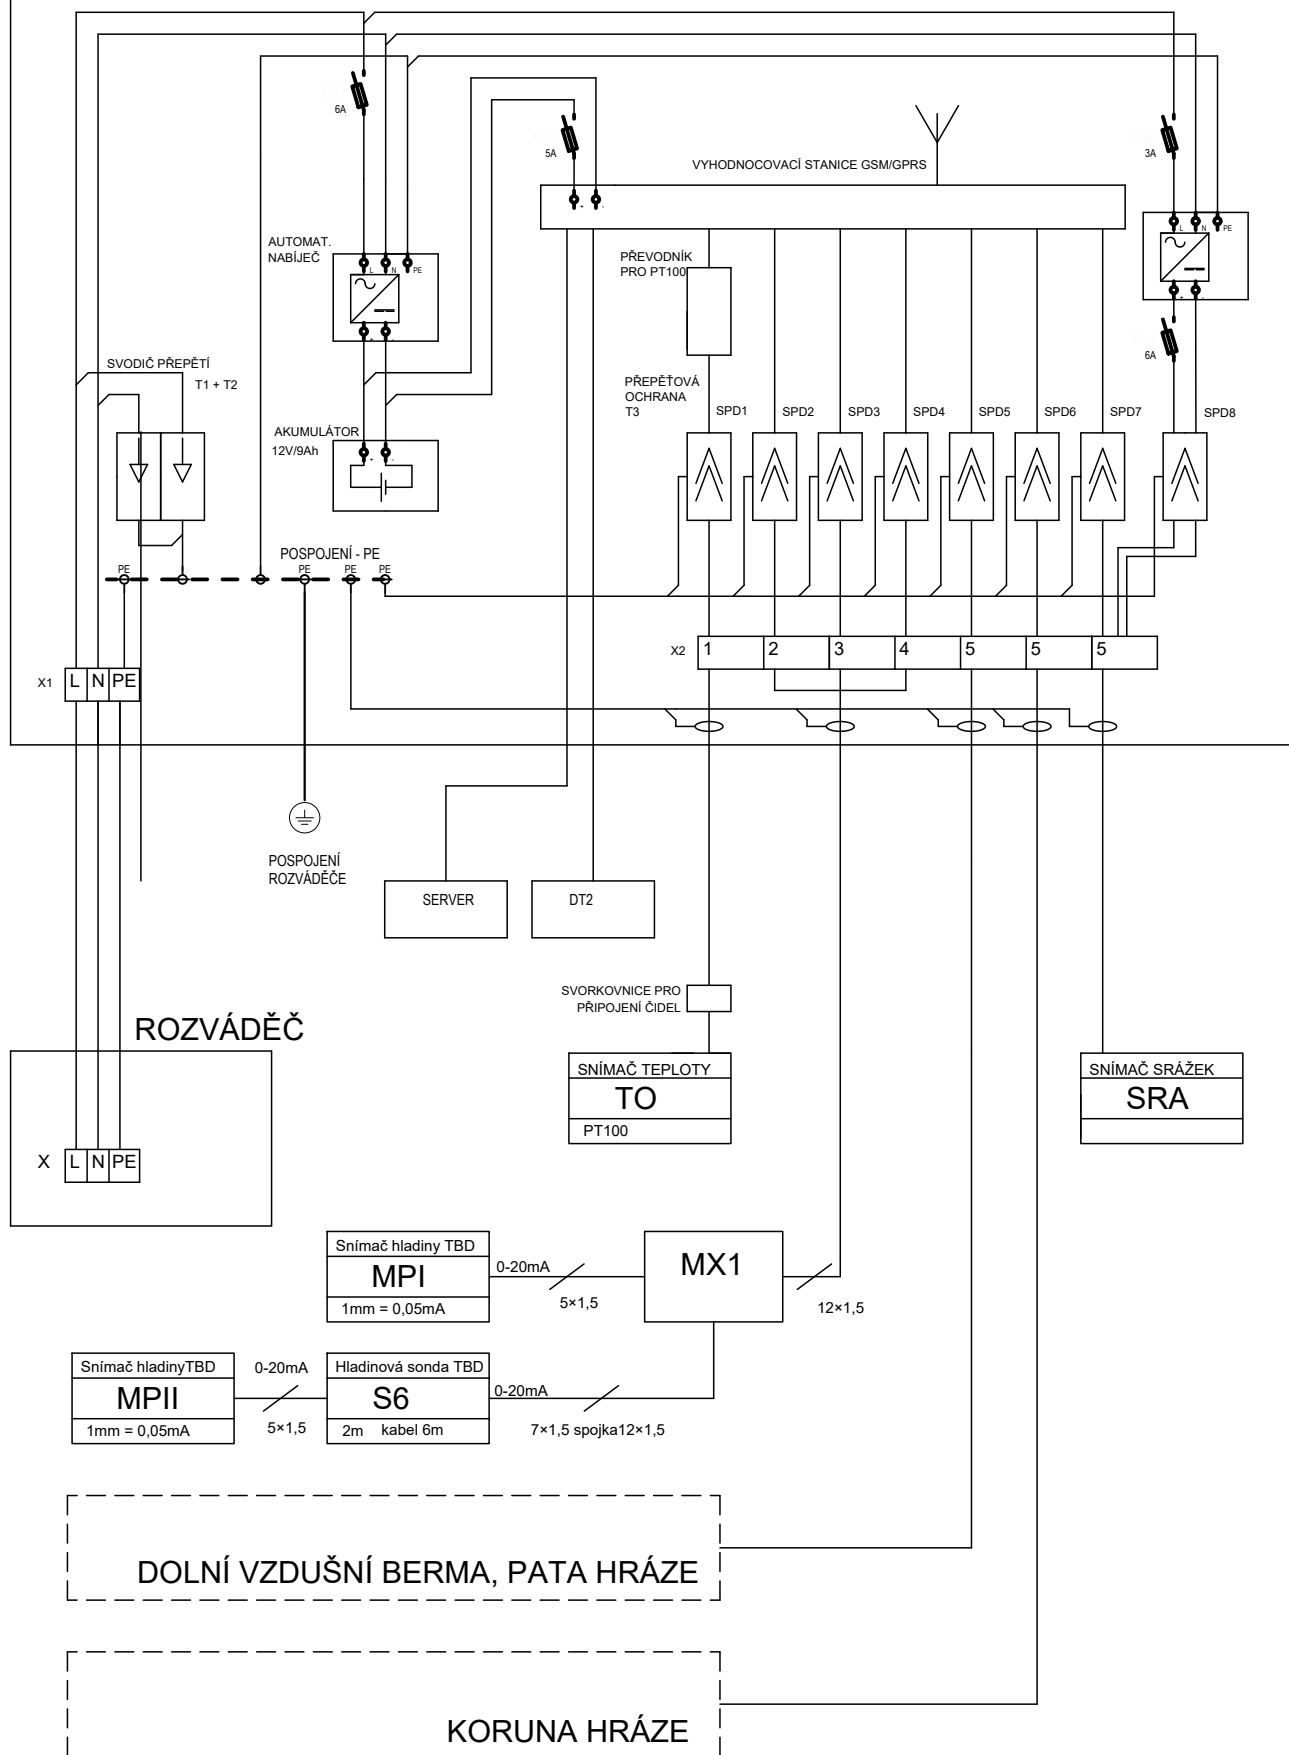 6A
5A
3A
VYHODNOCOVACÍ STANICE GSM/GPRS
+ -
L N PE
AUTOMAT.
NABÍJEČ
L N PE
PŘEVODNÍK
PRO PT100
+ -
+ -
6A
SVODIČ PŘEPĚTÍ
T1 + T2
PŘEPĚŤOVÁ
OCHRANA
T3
SPD1 SPD2 SPD3 SPD4 SPD5 SPD6 SPD7 SPD8
AKUMULÁTOR
12V/9Ah
+ -
POSPOJENÍ - PE
PE PE PE PE
X2 1 2 3 4 5 5 5
X1 L N PE
POSPOJENÍ
ROZVÁDĚČE
SERVER
DT2
SVORKOVNICE PRO
PŘIPOJENÍ ČIDEL
ROZVÁDĚČ
SNÍMAČ TEPLOTY
TO
PT100
SNÍMAČ SRÁŽEK
SRA
X L N PE
Snímač hladiny TBD
MPI
1mm = 0,05mA
0-20mA
5×1,5
MX1
12×1,5
Snímač hladinyTBD
MPII
1mm = 0,05mA
0-20mA
5×1,5
Hladinová sonda TBD
S6
2m kabel 6m
0-20mA
7×1,5 spojka12×1,5
DOLNÍ VZDUŠNÍ BERMA, PATA HRÁZE
KORUNA HRÁZE